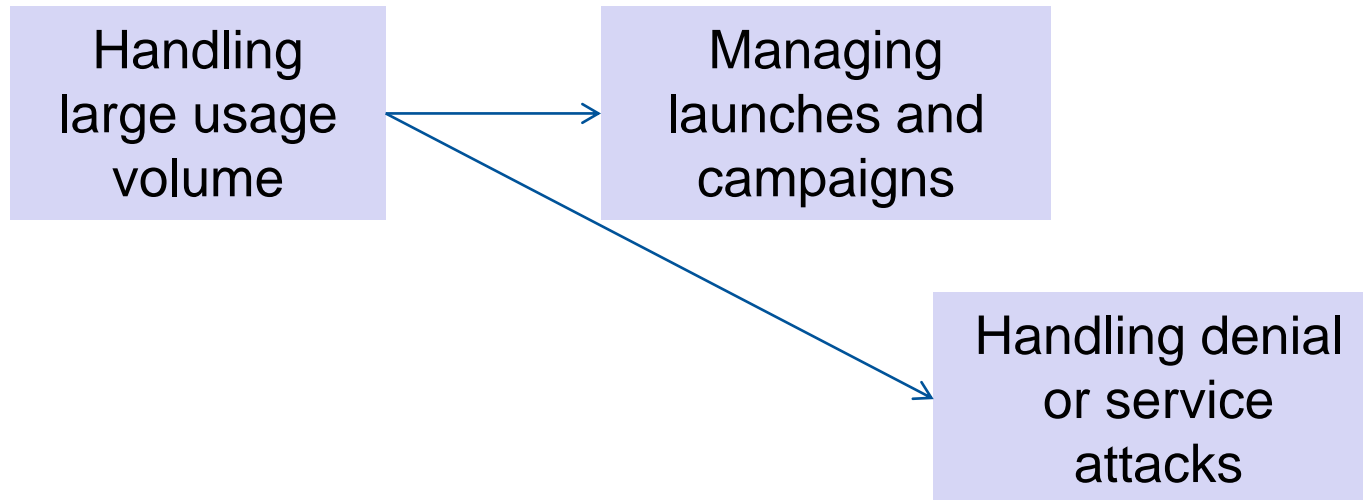 Handling
large usage
volume
Managing
launches and
campaigns
Handling denial
or service
attacks